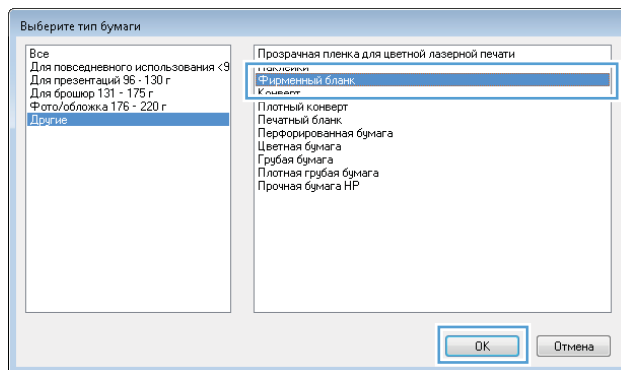 Выберите тип бумаги
Все
Для повседневного использования <9
Для презентаций 96 - 130 г
Для брошюр 131 - 175 г
Фото/обложка 176 - 220 г
Другие
Прозрачная пленка для цветной лазерной печати
Наклейки
Фирменный бланк
Конверт
Плотный конверт
Печатный бланк
Перфорированная бумага
Цветная бумага
Грубая бумага
Плотная грубая бумага
Прочная бумага HP
OK
Отмена